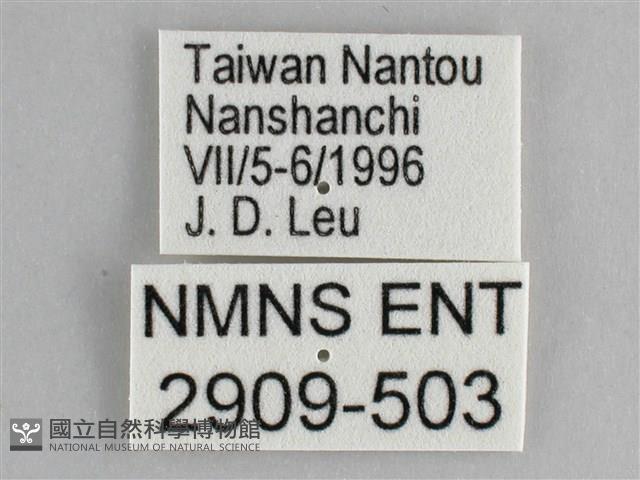 Taiwan Nantou
Nanshanchi
VII/5-6/1996
J. D. Leu
NMNS ENT
2909-503
國立自然科學博物館
NATIONAL MUSEUM OF NATURAL SCIENCE